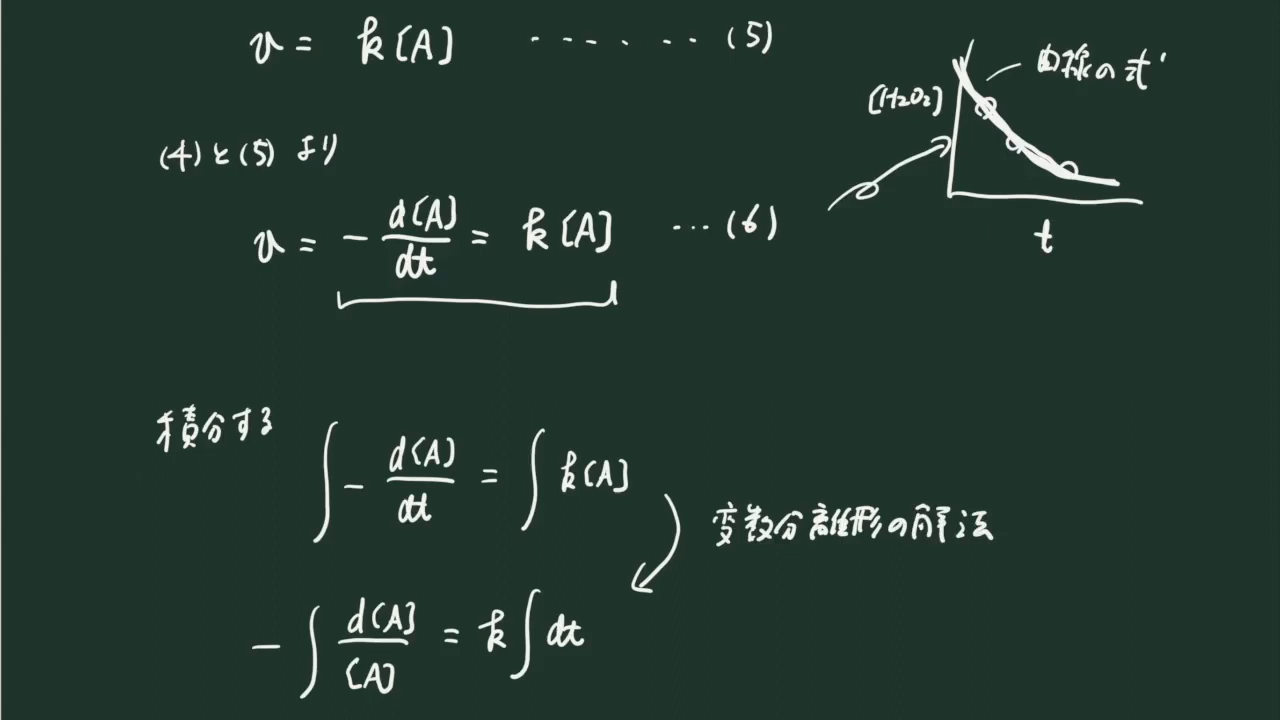 v = k[A] ・・・・・・・ (5)
[H₂O₂]
曲線の式
t
(4)と(5)より
v = - d[A]/dt = k[A] ・・・(6)
積分する
∫ - d[A]/dt = ∫ k[A]
変数分離形の解法
- ∫ d[A]/[A] = k ∫ dt